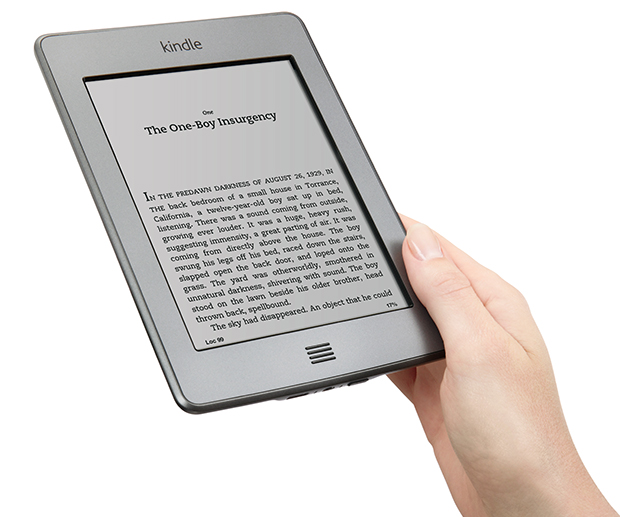 kindle
One
The One-Boy Insurgency
IN THE PREDAWN DARKNESS OF AUGUST 26, 1929, IN
THE back bedroom of a small house in Torrance,
California, a twelve-year-old boy sat up in bed,
listening. There was a sound coming from outside,
growing ever louder. It was a huge, heavy rush,
suggesting immensity, a great parting of air. It was
coming from directly above the house. The boy
swung his legs off his bed, raced down the stairs,
slapped open the back door, and loped onto the
grass. The yard was otherworldly, smothered in
unnatural darkness, shivering with sound. The boy
stood on the lawn beside his older brother, head
thrown back, spellbound.
The sky had disappeared. An object that he could
Loc 99
17%